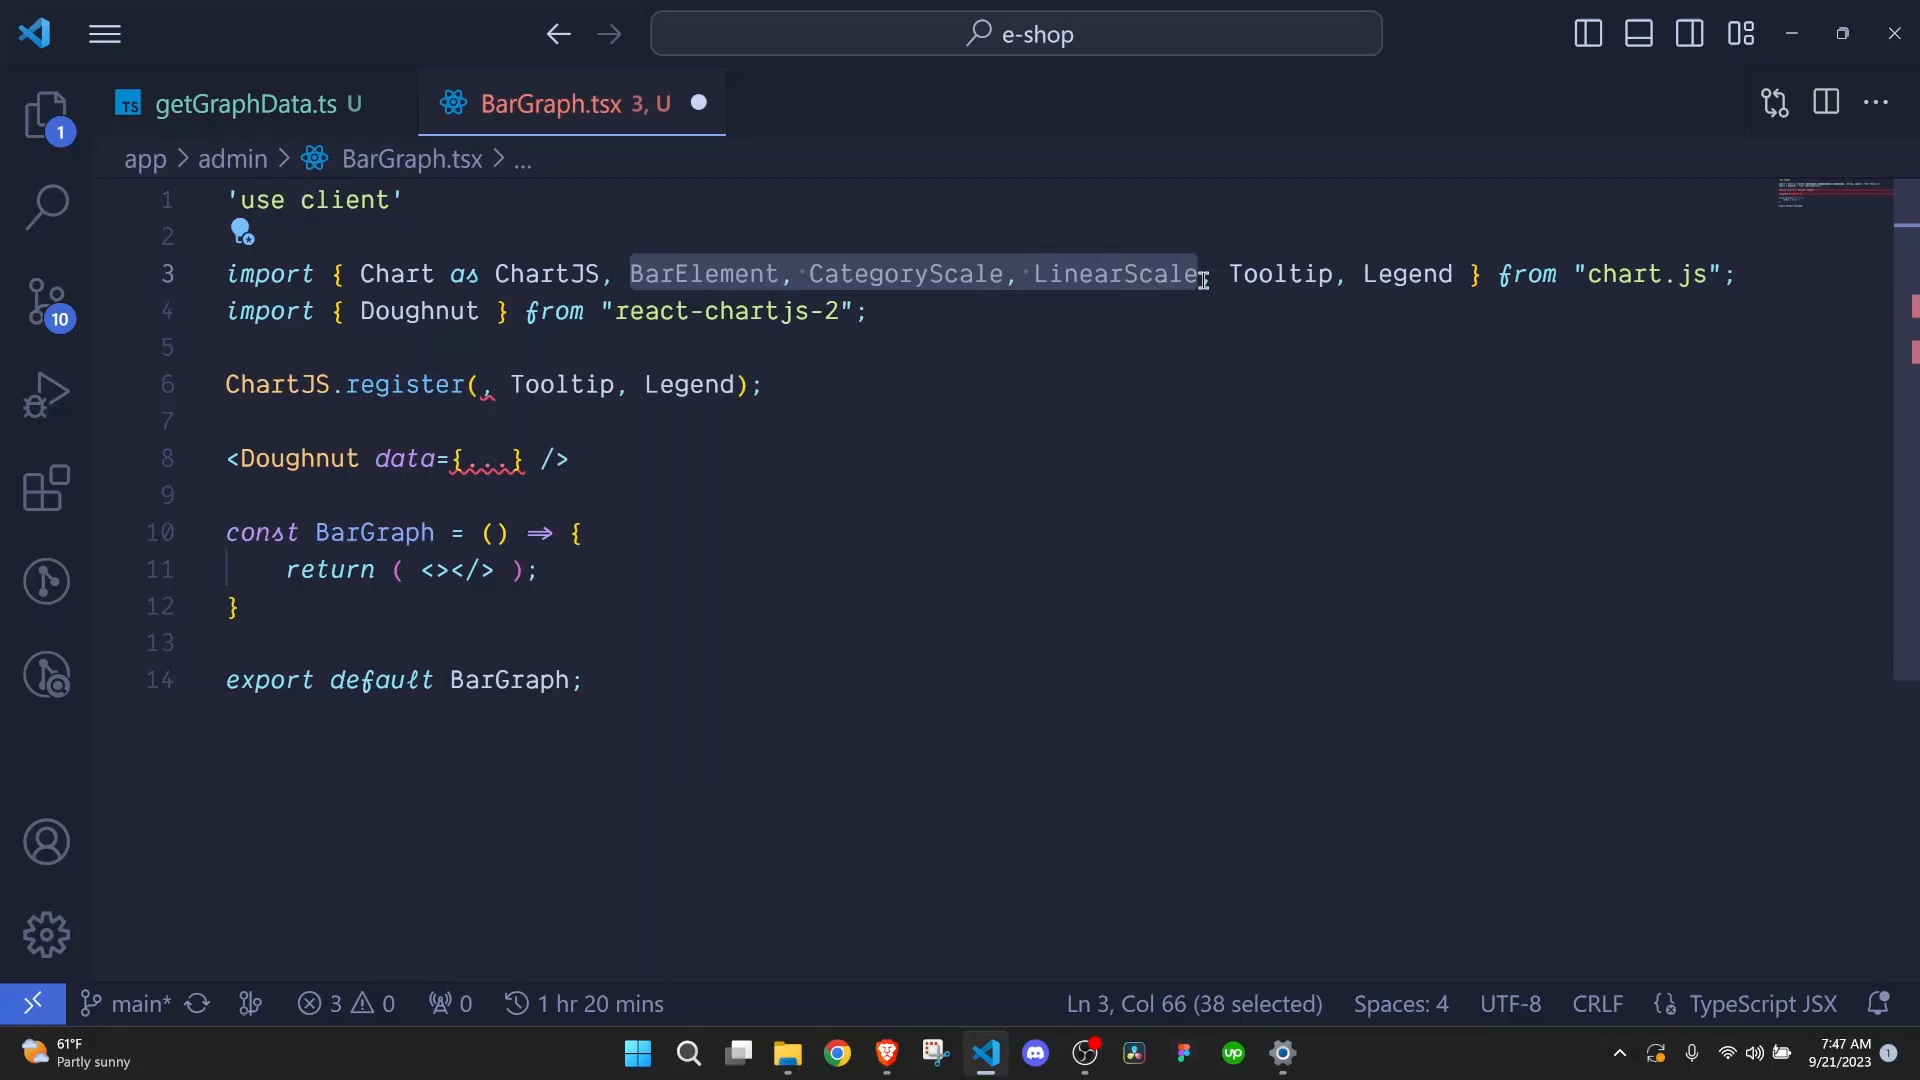 e-shop
TS getGraphData.ts U
BarGraph.tsx 3, U
1
app > admin > BarGraph.tsx > ...
1 'use client'
2
3 import { Chart as ChartJS, BarElement, CategoryScale, LinearScale, Tooltip, Legend } from "chart.js";
4 import { Doughnut } from "react-chartjs-2";
5
6 ChartJS.register(, Tooltip, Legend);
7
8 <Doughnut data={...} />
9
10 const BarGraph = () => {
11 return ( <></> );
12 }
13
14 export default BarGraph;
10
main* 3 0 0 1 hr 20 mins Ln 3, Col 66 (38 selected) Spaces: 4 UTF-8 CRLF TypeScript JSX
61°F
Partly sunny
up
7:47 AM
9/21/2023
1